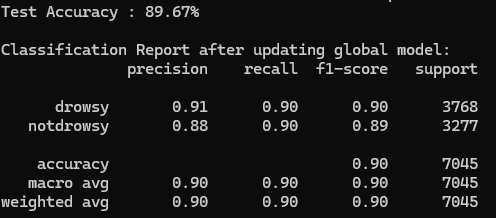 Test Accuracy : 89.67%
Classification Report after updating global model:
precision recall f1-score support
drowsy 0.91 0.90 0.90 3768
notdrowsy 0.88 0.90 0.89 3277
accuracy 0.90 7045
macro avg 0.90 0.90 0.90 7045
weighted avg 0.90 0.90 0.90 7045